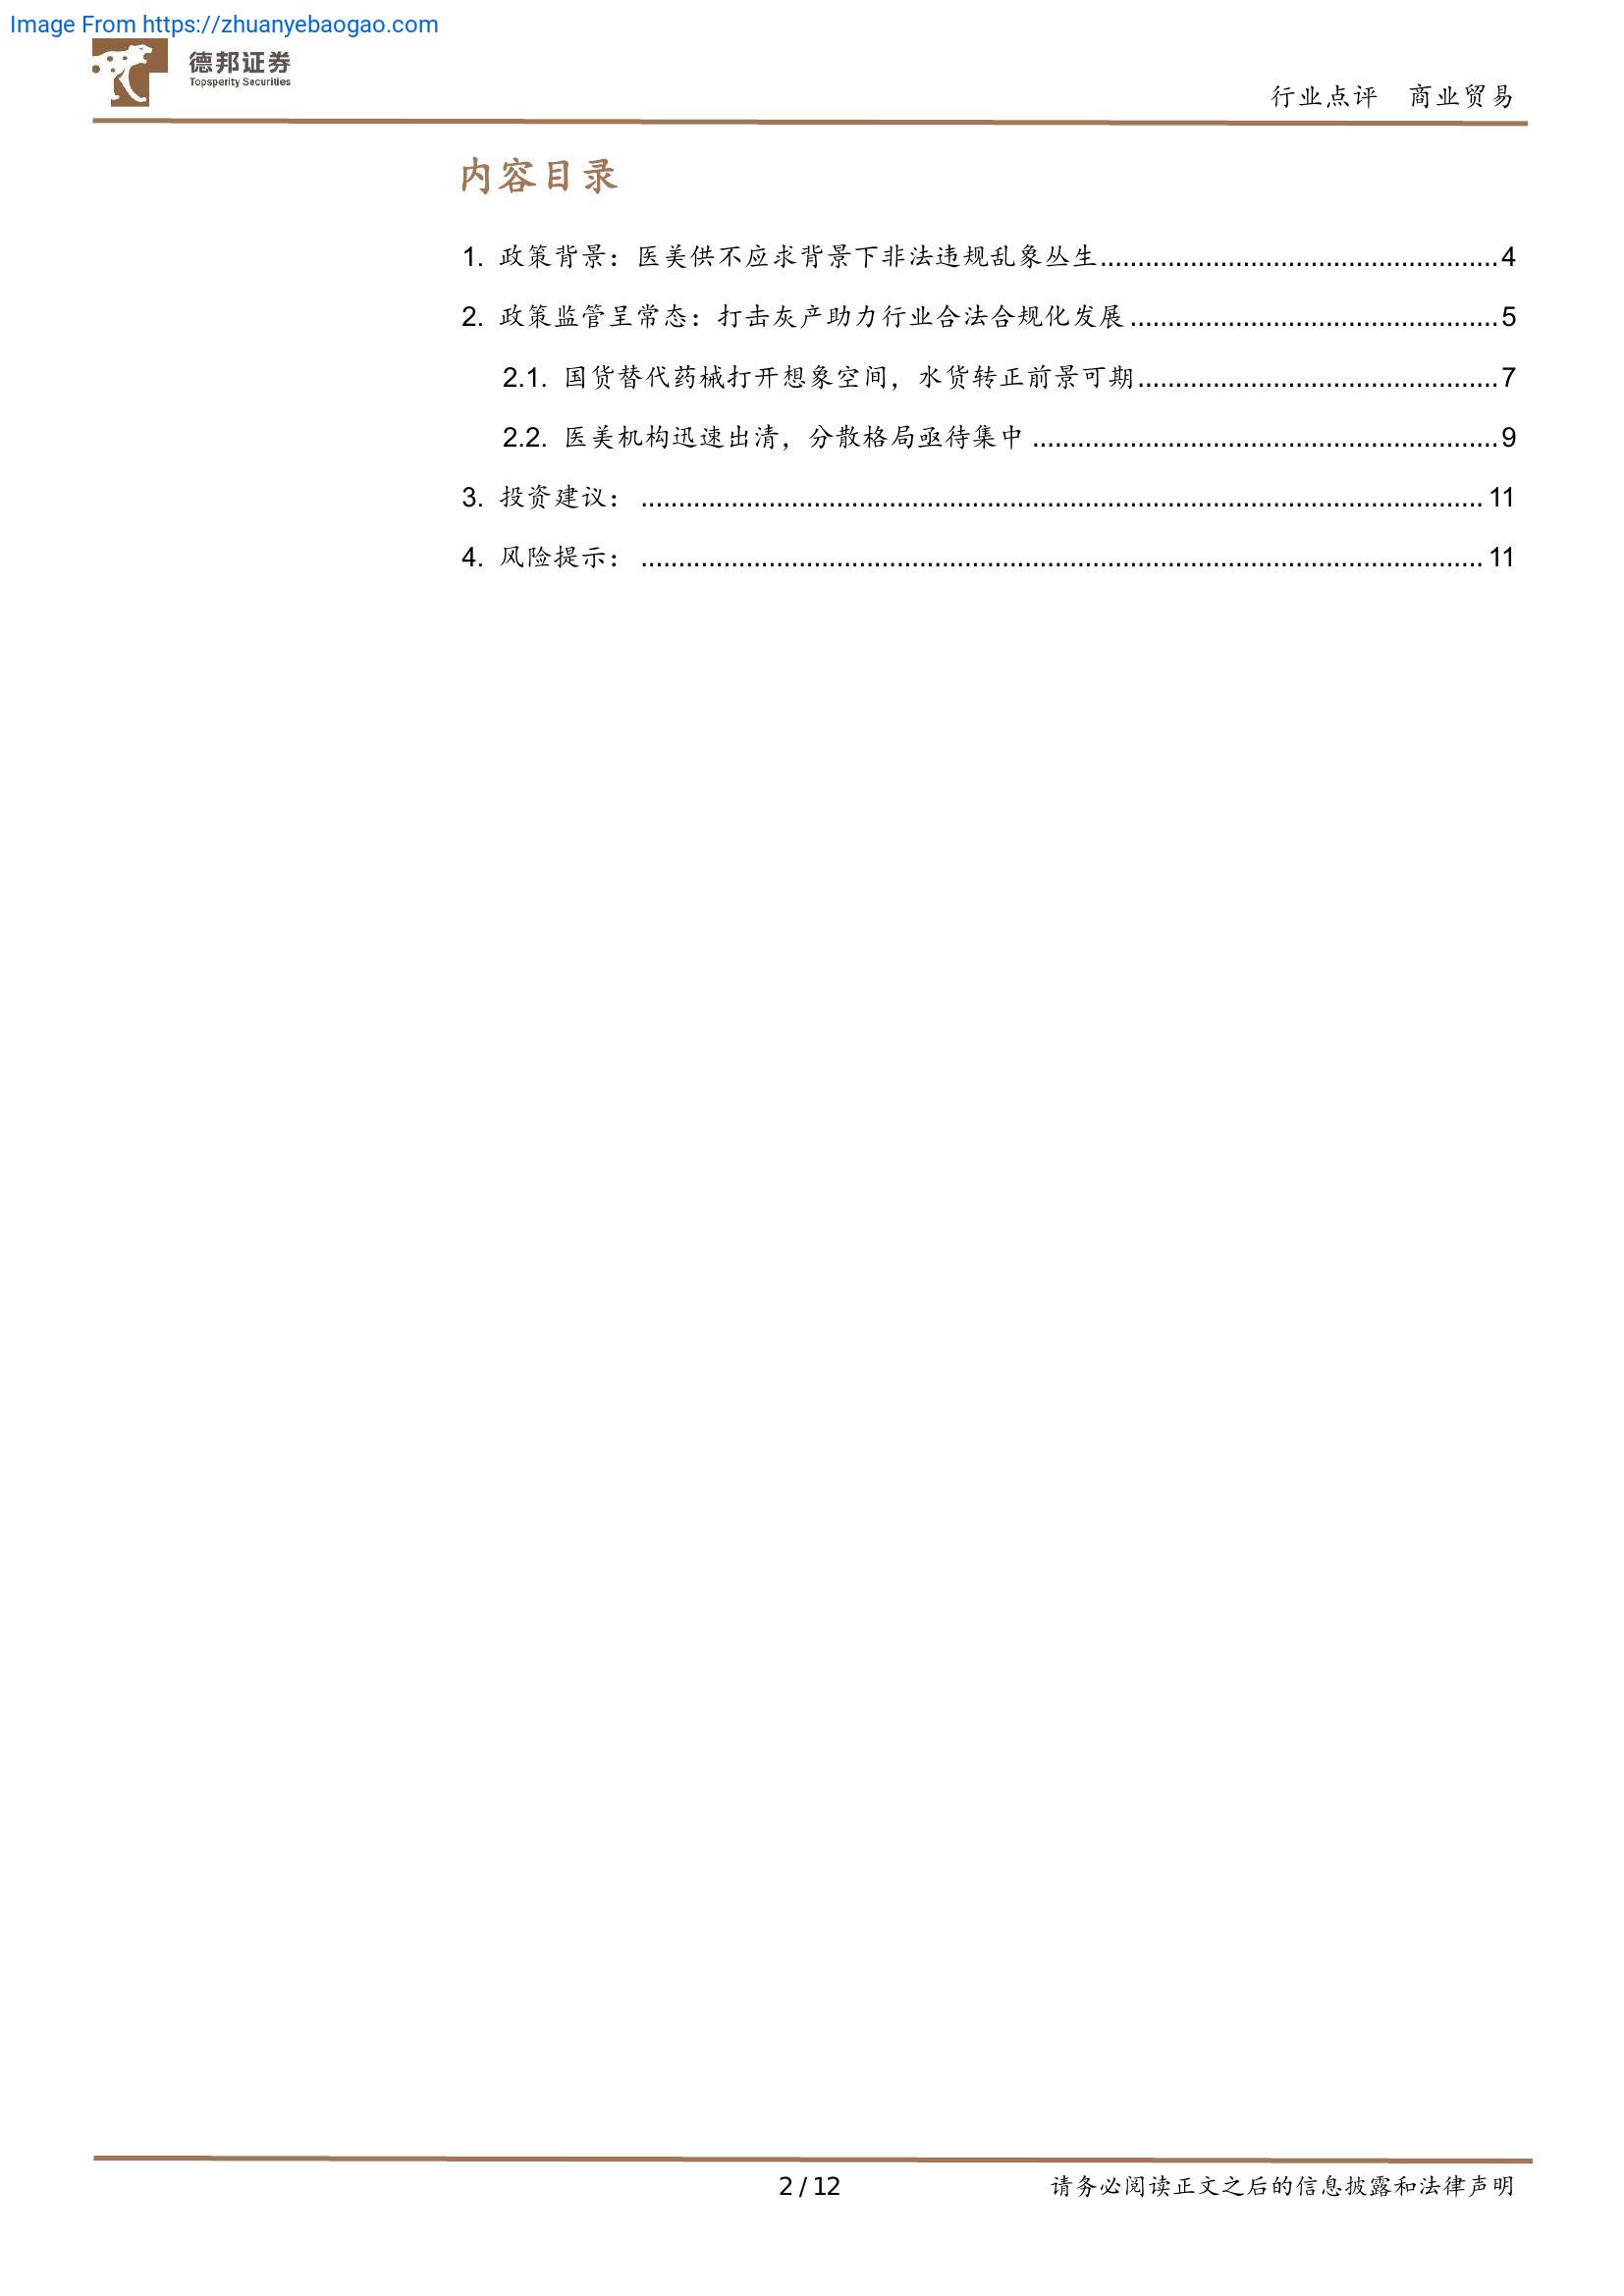 Image From https://zhuanyebaogao.com
德邦证券
Topsperity Securities
行业点评 商业贸易
内容目录
1. 政策背景：医美供不应求背景下非法违规乱象丛生.....................................................4
2. 政策监管呈常态：打击灰产助力行业合法合规化发展.................................................5
2.1. 国货替代药械打开想象空间，水货转正前景可期................................................7
2.2. 医美机构迅速出清，分散格局亟待集中..............................................................9
3. 投资建议：................................................................................................................11
4. 风险提示：................................................................................................................11
2 / 12
请务必阅读正文之后的信息披露和法律声明